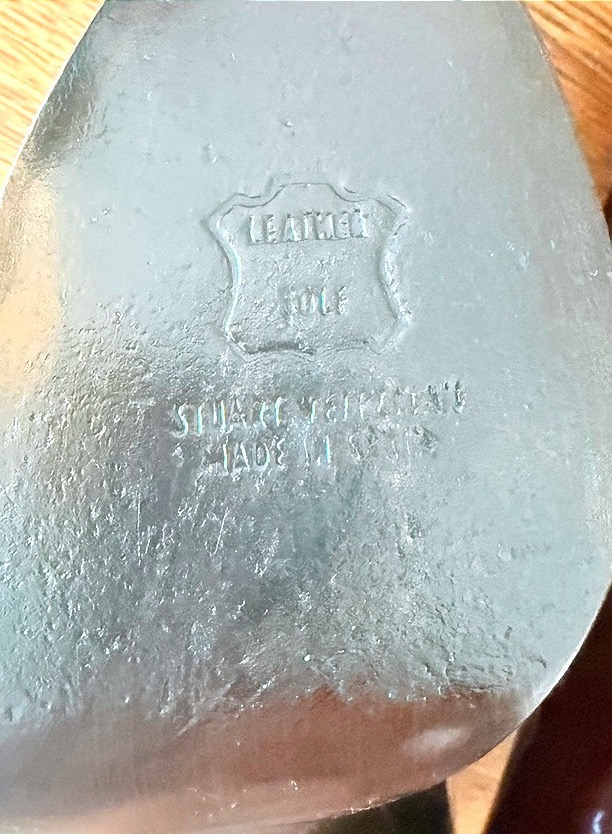 LEATHER
SOLE
STUART WEITZMAN
MADE IN SPAIN